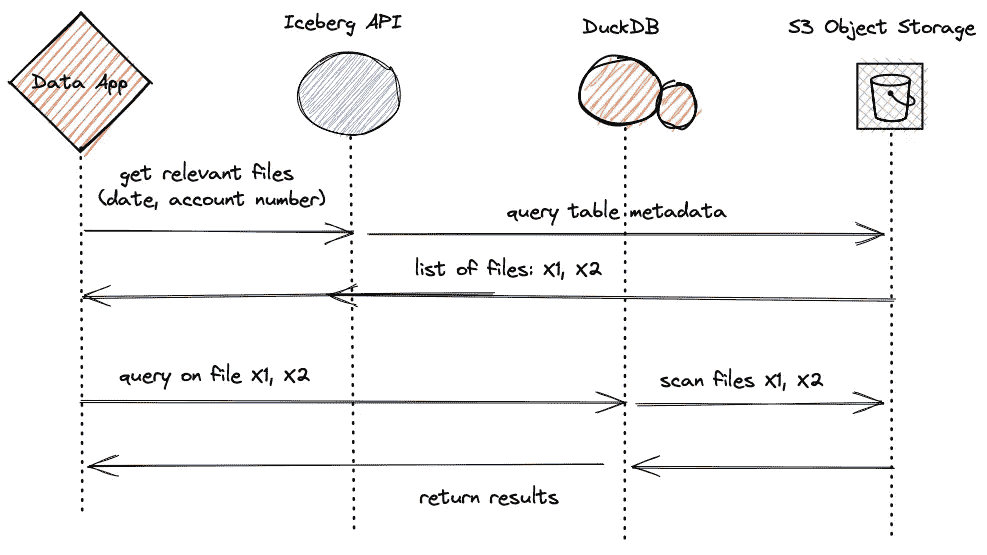 Iceberg API
DuckDB
S3 Object Storage
Data App
get relevant files
(date, account number)
query table metadata
list of files: X1, X2
query on file X1, X2
scan files X1, X2
return results